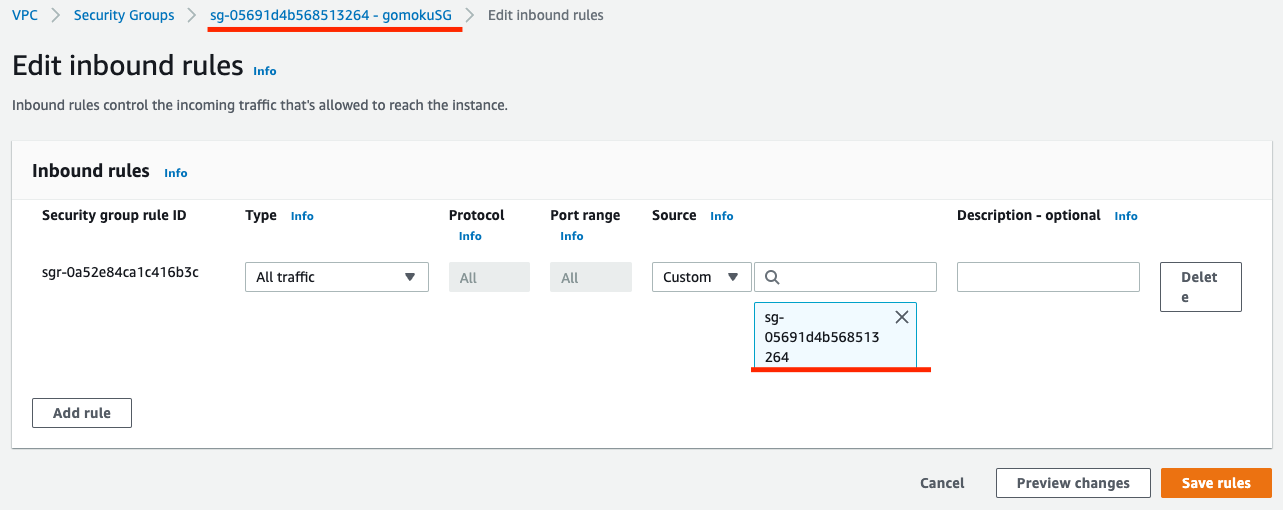 VPC > Security Groups > sg-05691d4b568513264 - gomokuSG > Edit inbound rules
Edit inbound rules Info
Inbound rules control the incoming traffic that's allowed to reach the instance.
Inbound rules Info
Security group rule ID Type Info Protocol Info Port range Info Source Info Description - optional Info
sgr-0a52e84ca1c416b3c All traffic All All Custom Delet
e
sg-
05691d4b568513
264
Add rule
Cancel Preview changes Save rules